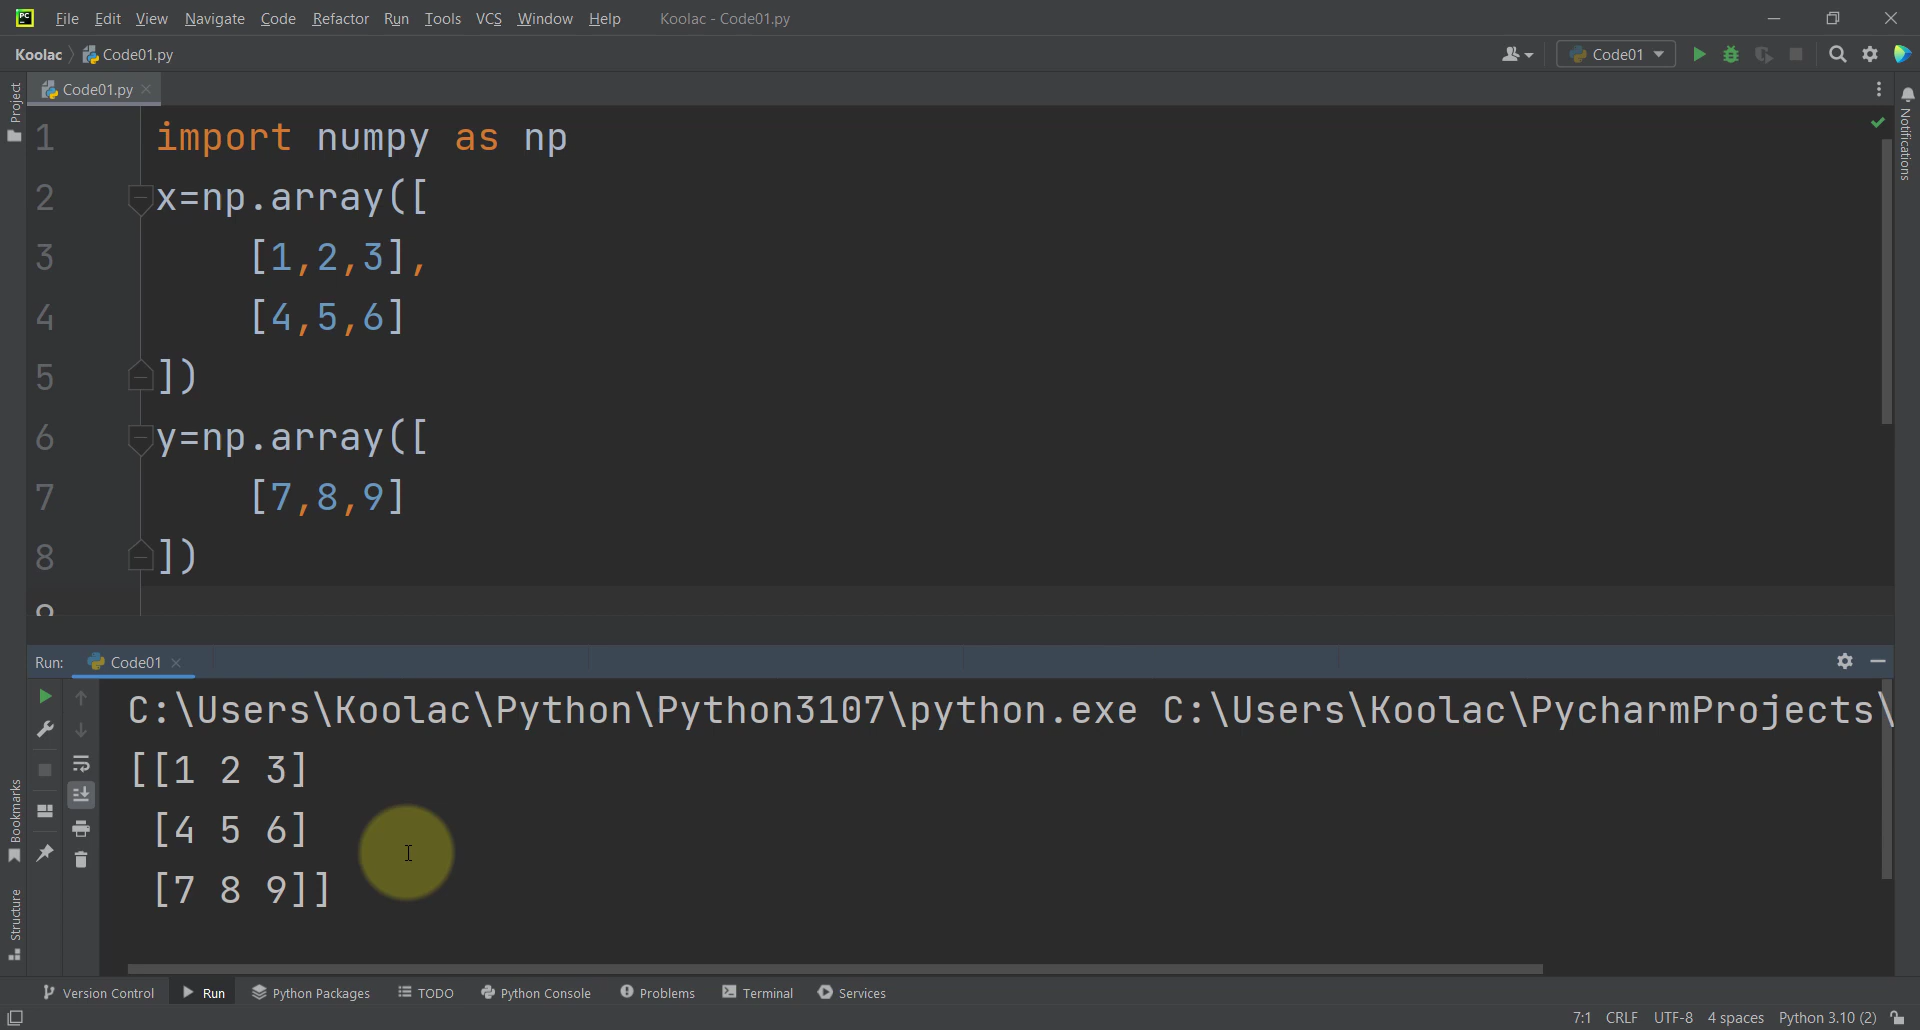 PC File Edit View Navigate Code Refactor Run Tools VCS Window Help Koolac - Code01.py
Koolac Code01.py Code01
Code01.py
Project
Notifications
1 import numpy as np
2 x=np.array([
3 [1,2,3],
4 [4,5,6]
5 ])
6 y=np.array([
7 [7,8,9]
8 ])
Run: Code01
C:\Users\Koolac\Python\Python3107\python.exe C:\Users\Koolac\PycharmProjects\
[[1 2 3]
[4 5 6]
[7 8 9]]
Bookmarks
Structure
Version Control Run Python Packages TODO Python Console Problems Terminal Services
7:1 CRLF UTF-8 4 spaces Python 3.10 (2)